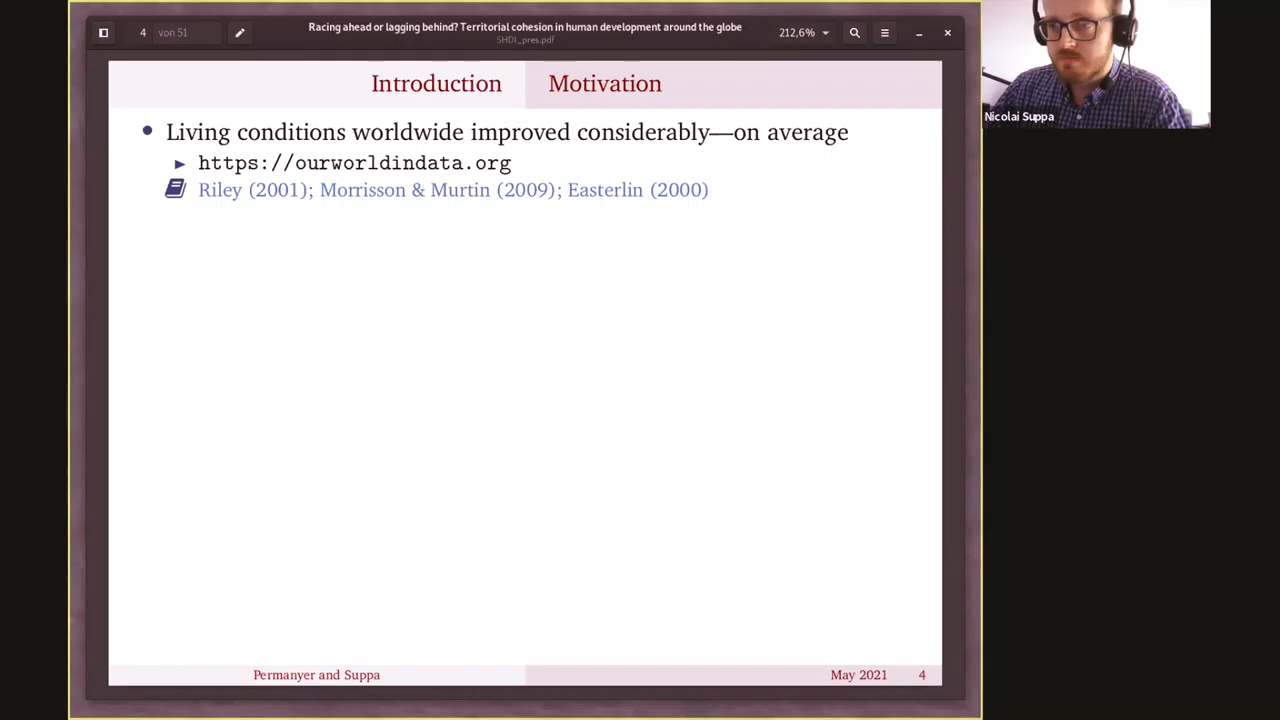 4 von 51
Racing ahead or lagging behind? Territorial cohesion in human development around the globe
SHDI_pres.pdf
212,6%
Introduction Motivation
• Living conditions worldwide improved considerably—on average
► https://ourworldindata.org
Riley (2001); Morrisson & Murtin (2009); Easterlin (2000)
Permanyer and Suppa May 2021 4
Nicolai Suppa